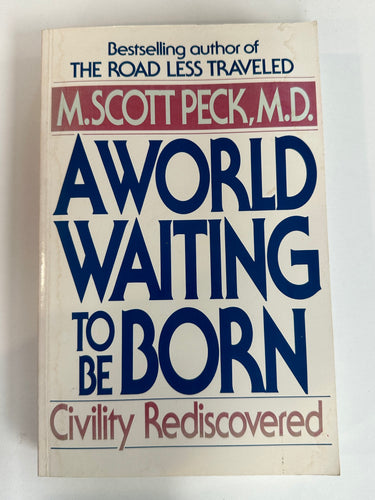 Bestselling author of
THE ROAD LESS TRAVELED
M. SCOTT PECK, M.D.
A WORLD
WAITING
TO BE BORN
Civility Rediscovered